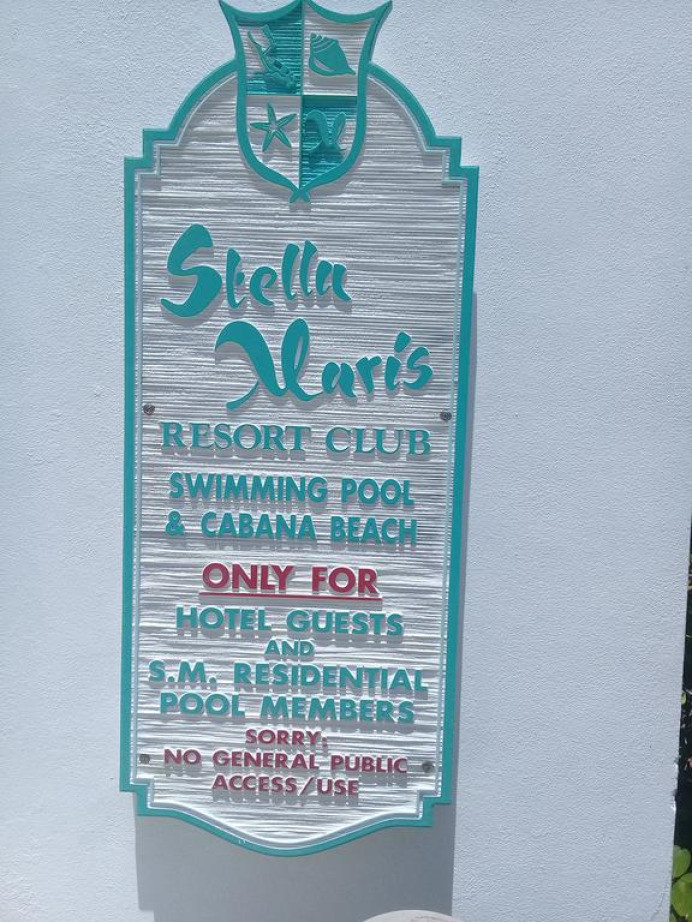 Stella
Maris
RESORT CLUB
SWIMMING POOL
& CABANA BEACH
ONLY FOR
HOTEL GUESTS
AND
S.M. RESIDENTIAL
POOL MEMBERS
SORRY:
NO GENERAL PUBLIC
ACCESS/USE